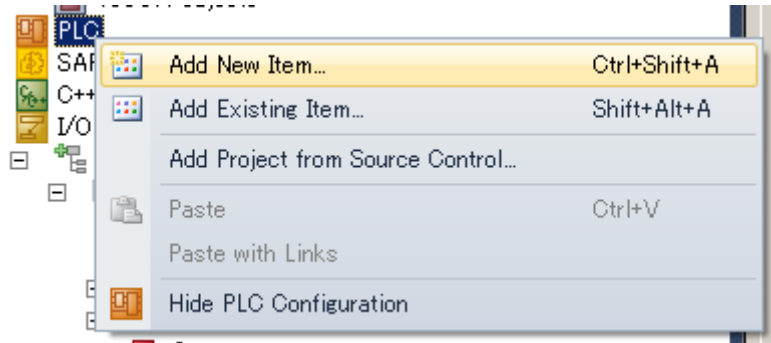 PLC
SAF
Add New Item... Ctrl+Shift+A
C++
Add Existing Item... Shift+Alt+A
I/O
Add Project from Source Control...
Paste Ctrl+V
Paste with Links
Hide PLC Configuration